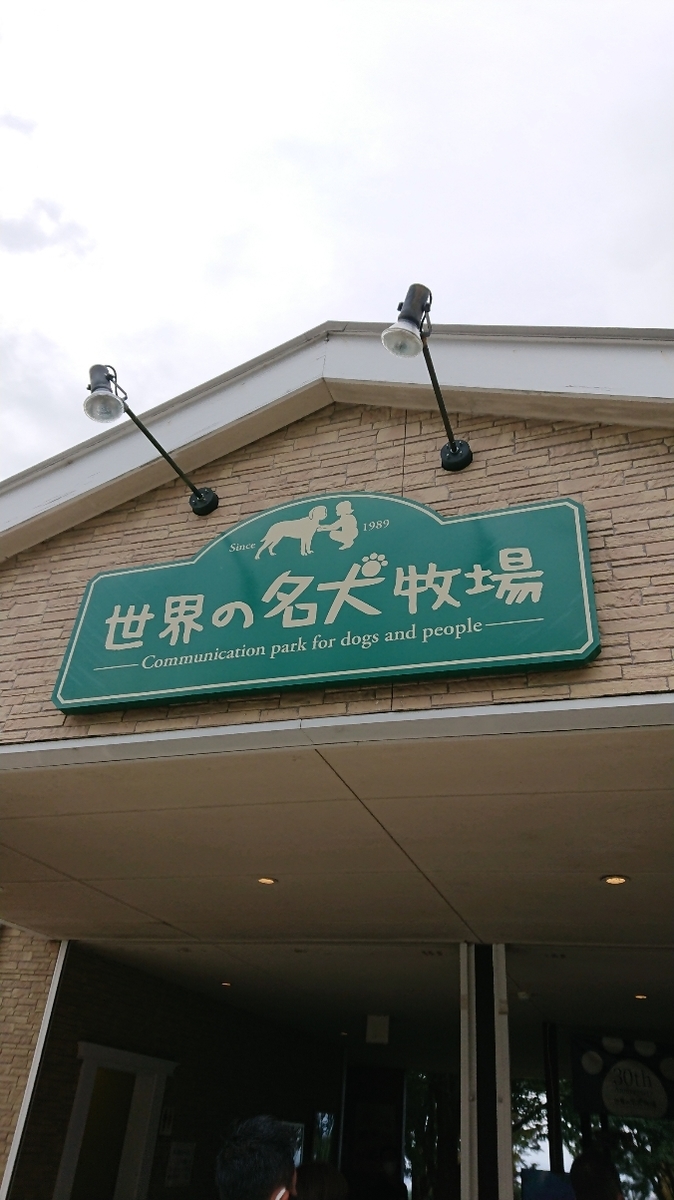 Since 1989
世界の名犬牧場
Communication park for dogs and people
30th